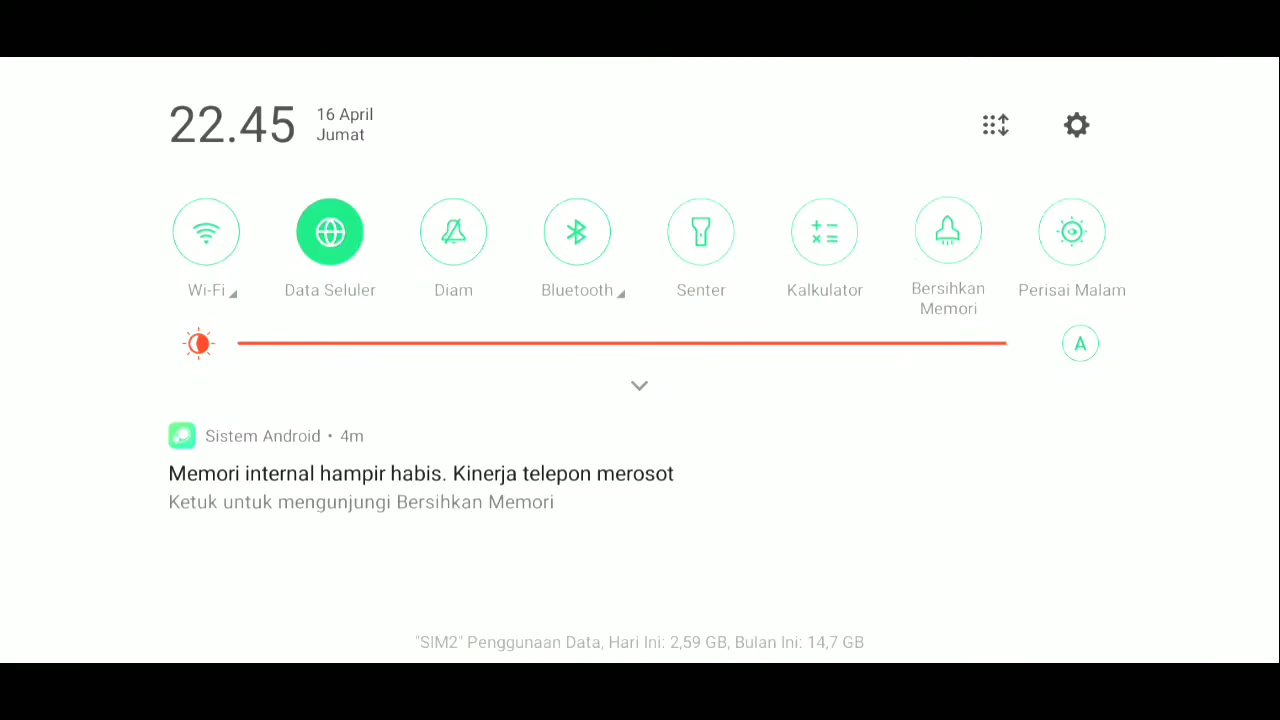 22.45
16 April
Jumat
Wi-Fi
Data Seluler
Diam
Bluetooth
Senter
Kalkulator
Bersihkan
Memori
Perisai Malam
A
Sistem Android • 4m
Memori internal hampir habis. Kinerja telepon merosot
Ketuk untuk mengunjungi Bersihkan Memori
"SIM2" Penggunaan Data, Hari Ini: 2,59 GB, Bulan Ini: 14,7 GB